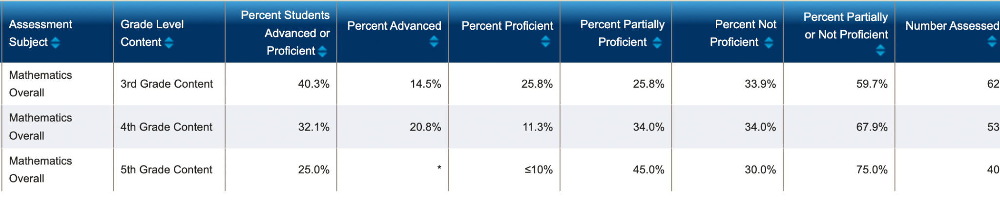 Assessment Subject | Grade Level Content | Percent Students Advanced or Proficient | Percent Advanced | Percent Proficient | Percent Partially Proficient | Percent Not Proficient | Percent Partially or Not Proficient | Number Assessed
Mathematics Overall | 3rd Grade Content | 40.3% | 14.5% | 25.8% | 25.8% | 33.9% | 59.7% | 62
Mathematics Overall | 4th Grade Content | 32.1% | 20.8% | 11.3% | 34.0% | 34.0% | 67.9% | 53
Mathematics Overall | 5th Grade Content | 25.0% | * | ≤10% | 45.0% | 30.0% | 75.0% | 40